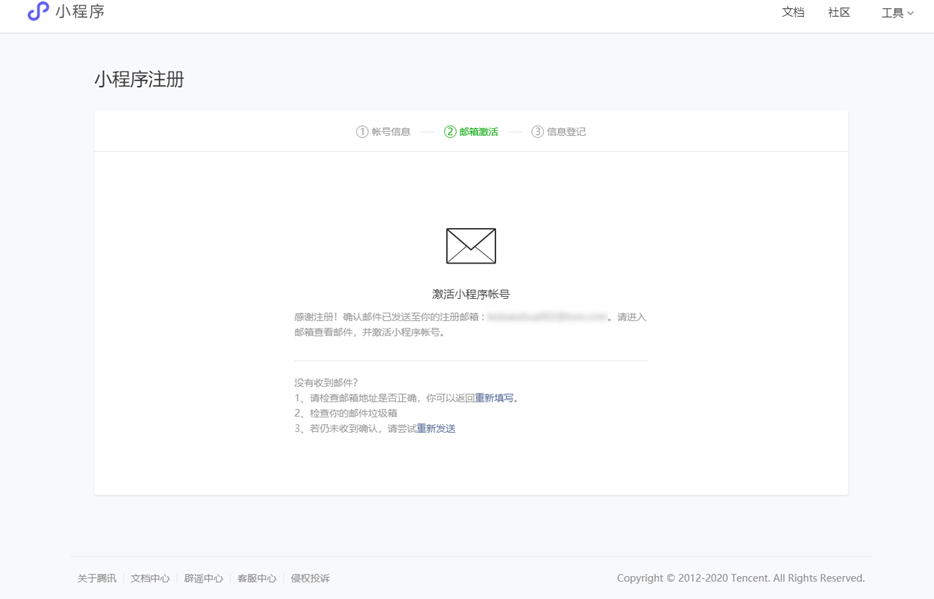 小程序
文档 社区 工具
小程序注册
① 帐号信息 ② 邮箱激活 ③ 信息登记
激活小程序帐号
感谢注册！确认邮件已发送至你的注册邮箱：。请进入
邮箱查看邮件，并激活小程序帐号。
没有收到邮件？
1、请检查邮箱地址是否正确，你可以返回重新填写。
2、检查你的邮件垃圾箱
3、若仍未收到确认，请尝试重新发送
关于腾讯 文档中心 辟谣中心 客服中心 侵权投诉
Copyright © 2012-2020 Tencent. All Rights Reserved.